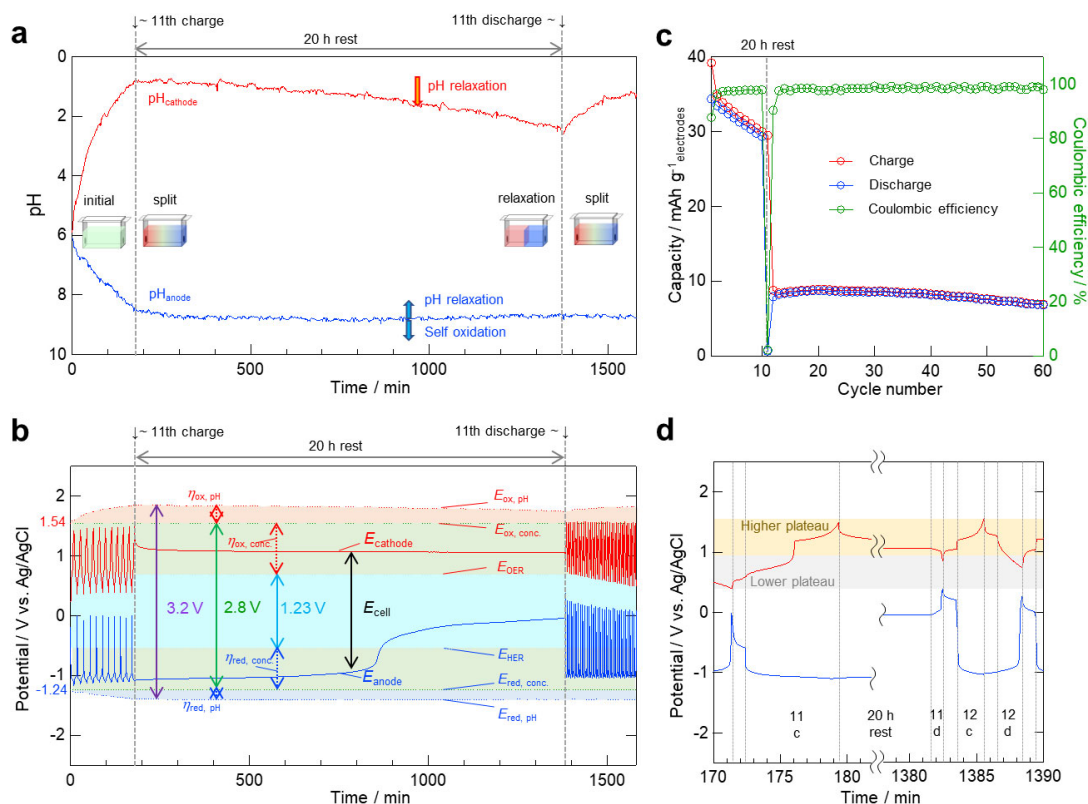 a
↓~ 11th charge
11th discharge ~↓
20 h rest
0
2
4
6
8
10
pH
pH relaxation
pHcathode
initial
split
relaxation
split
pHanode
pH relaxation
Self oxidation
0
500
1000
1500
Time / min
c
20 h rest
40
35
30
25
20
15
10
5
0
Capacity / mAh g⁻¹electrodes
100
80
60
40
20
0
Coulombic efficiency / %
Charge
Discharge
Coulombic efficiency
10
20
30
40
50
60
Cycle number
b
↓~ 11th charge
11th discharge ~↓
20 h rest
2
1.54
1
0
-1
-1.24
-2
Potential / V vs. Ag/AgCl
ηox, pH
Eox, pH
Eox, conc.
ηox, conc.
Ecathode
EOER
3.2 V
2.8 V
1.23 V
Ecell
EHER
ηred, conc.
Eanode
Ered, conc.
ηred, pH
Ered, pH
0
500
1000
1500
Time / min
d
2
1
0
-1
-2
Potential / V vs. Ag/AgCl
Higher plateau
Lower plateau
11
c
20 h
rest
11
d
12
c
12
d
170
175
180
1380
1385
1390
Time / min